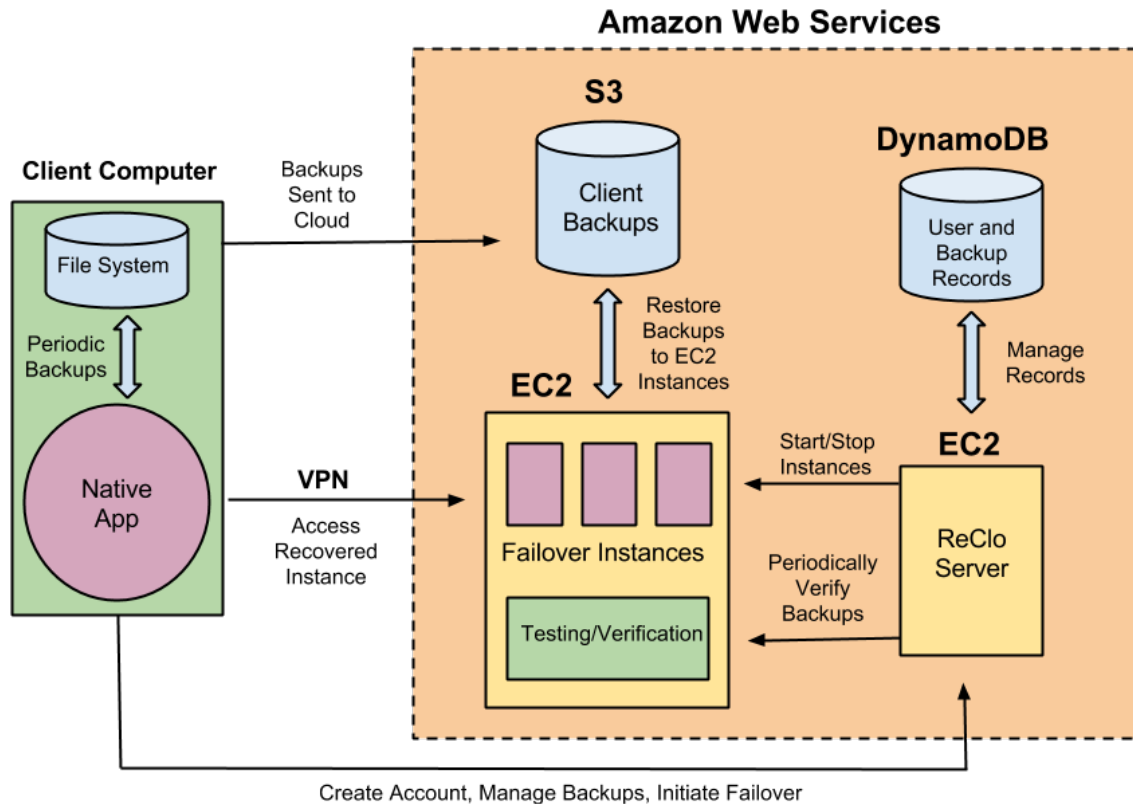 Amazon Web Services
S3
Client
Backups
DynamoDB
User and
Backup
Records
Client Computer
File System
Periodic
Backups
Native
App
Backups
Sent to
Cloud
Restore
Backups
to EC2
Instances
Manage
Records
VPN
Access
Recovered
Instance
EC2
Failover Instances
Testing/Verification
Start/Stop
Instances
Periodically
Verify
Backups
EC2
ReClo
Server
Create Account, Manage Backups, Initiate Failover